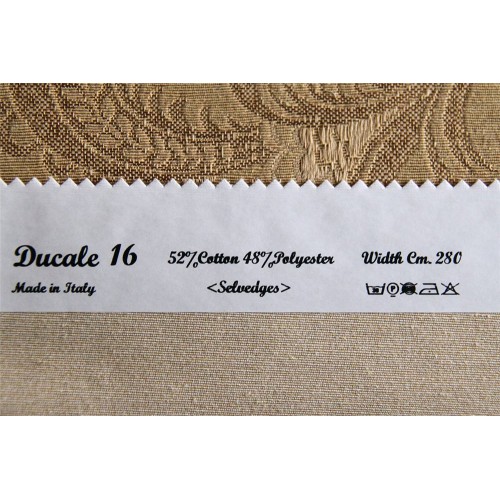 Ducale 16 52%Cotton 48%Polyester Width Cm. 280
Made in Italy <Selvedges>